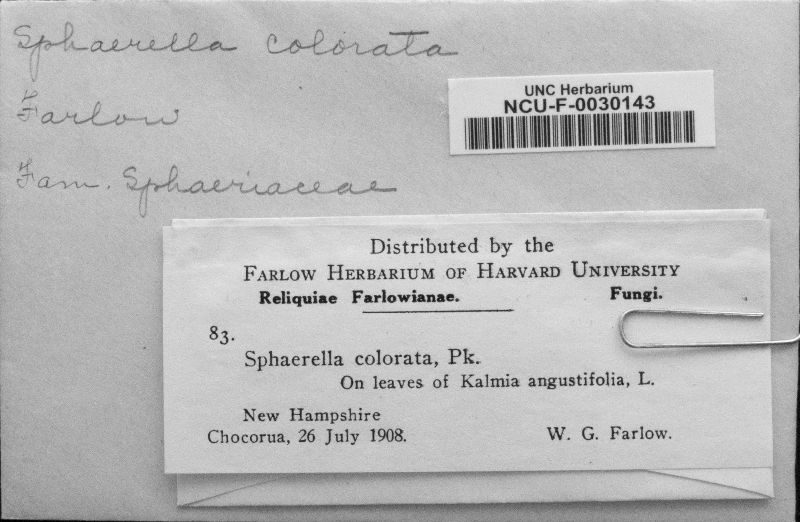 Sphaerella colorata
Farlow
Fam. Sphaeriaceae
UNC Herbarium
NCU-F-0030143
Distributed by the
FARLOW HERBARIUM OF HARVARD UNIVERSITY
Reliquiae Farlowianae. Fungi.
83.
Sphaerella colorata, Pk.
On leaves of Kalmia angustifolia, L.
New Hampshire
Chocorua, 26 July 1908. W. G. Farlow.